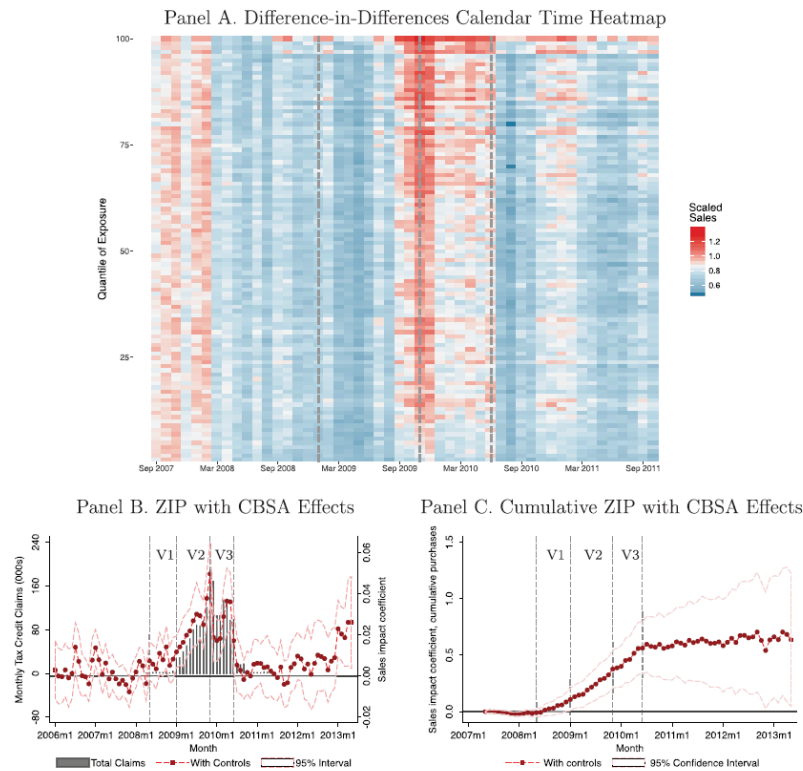 Panel A. Difference-in-Differences Calendar Time Heatmap
100
75
50
25
Quantile of Exposure
Sep 2007 Mar 2008 Sep 2008 Mar 2009 Sep 2009 Mar 2010 Sep 2010 Mar 2011 Sep 2011
Scaled
Sales
1.2
1.0
0.8
0.6
Panel B. ZIP with CBSA Effects
Monthly Tax Credit Claims (000s)
240
160
80
0
-80
V1 V2 V3
0.06
0.04
0.02
0.00
-0.02
Sales impact coefficient
2006m1 2007m1 2008m1 2009m1 2010m1 2011m1 2012m1 2013m1
Month
Total Claims With Controls 95% Interval
Panel C. Cumulative ZIP with CBSA Effects
Sales impact coefficient, cumulative purchases
1.5
1.0
0.5
0.0
V1 V2 V3
2007m1 2008m1 2009m1 2010m1 2011m1 2012m1 2013m1
Month
With Controls 95% Confidence Interval